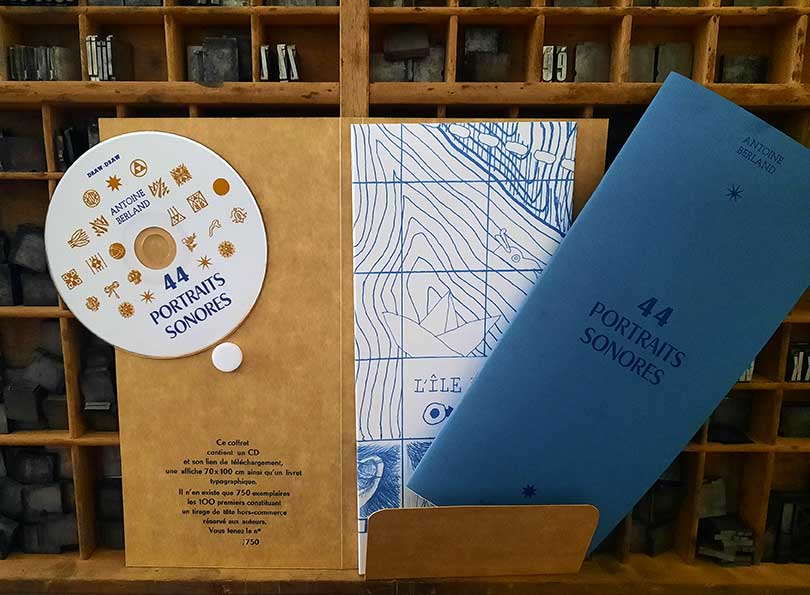 DRAW-DRAW
ANTOINE
BERLAND
44
PORTRAITS
SONORES
Ce coffret
contient un CD
et son lien de téléchargement,
une affiche 70 x 100 cm ainsi qu'un livret
typographique.
Il n'en existe que 750 exemplaires
les 100 premiers constituant
un tirage de tête hors-commerce
réservé aux auteurs.
Vous tenez le n°
/750
L'ÎLE
ANTOINE
BERLAND
44
PORTRAITS
SONORES